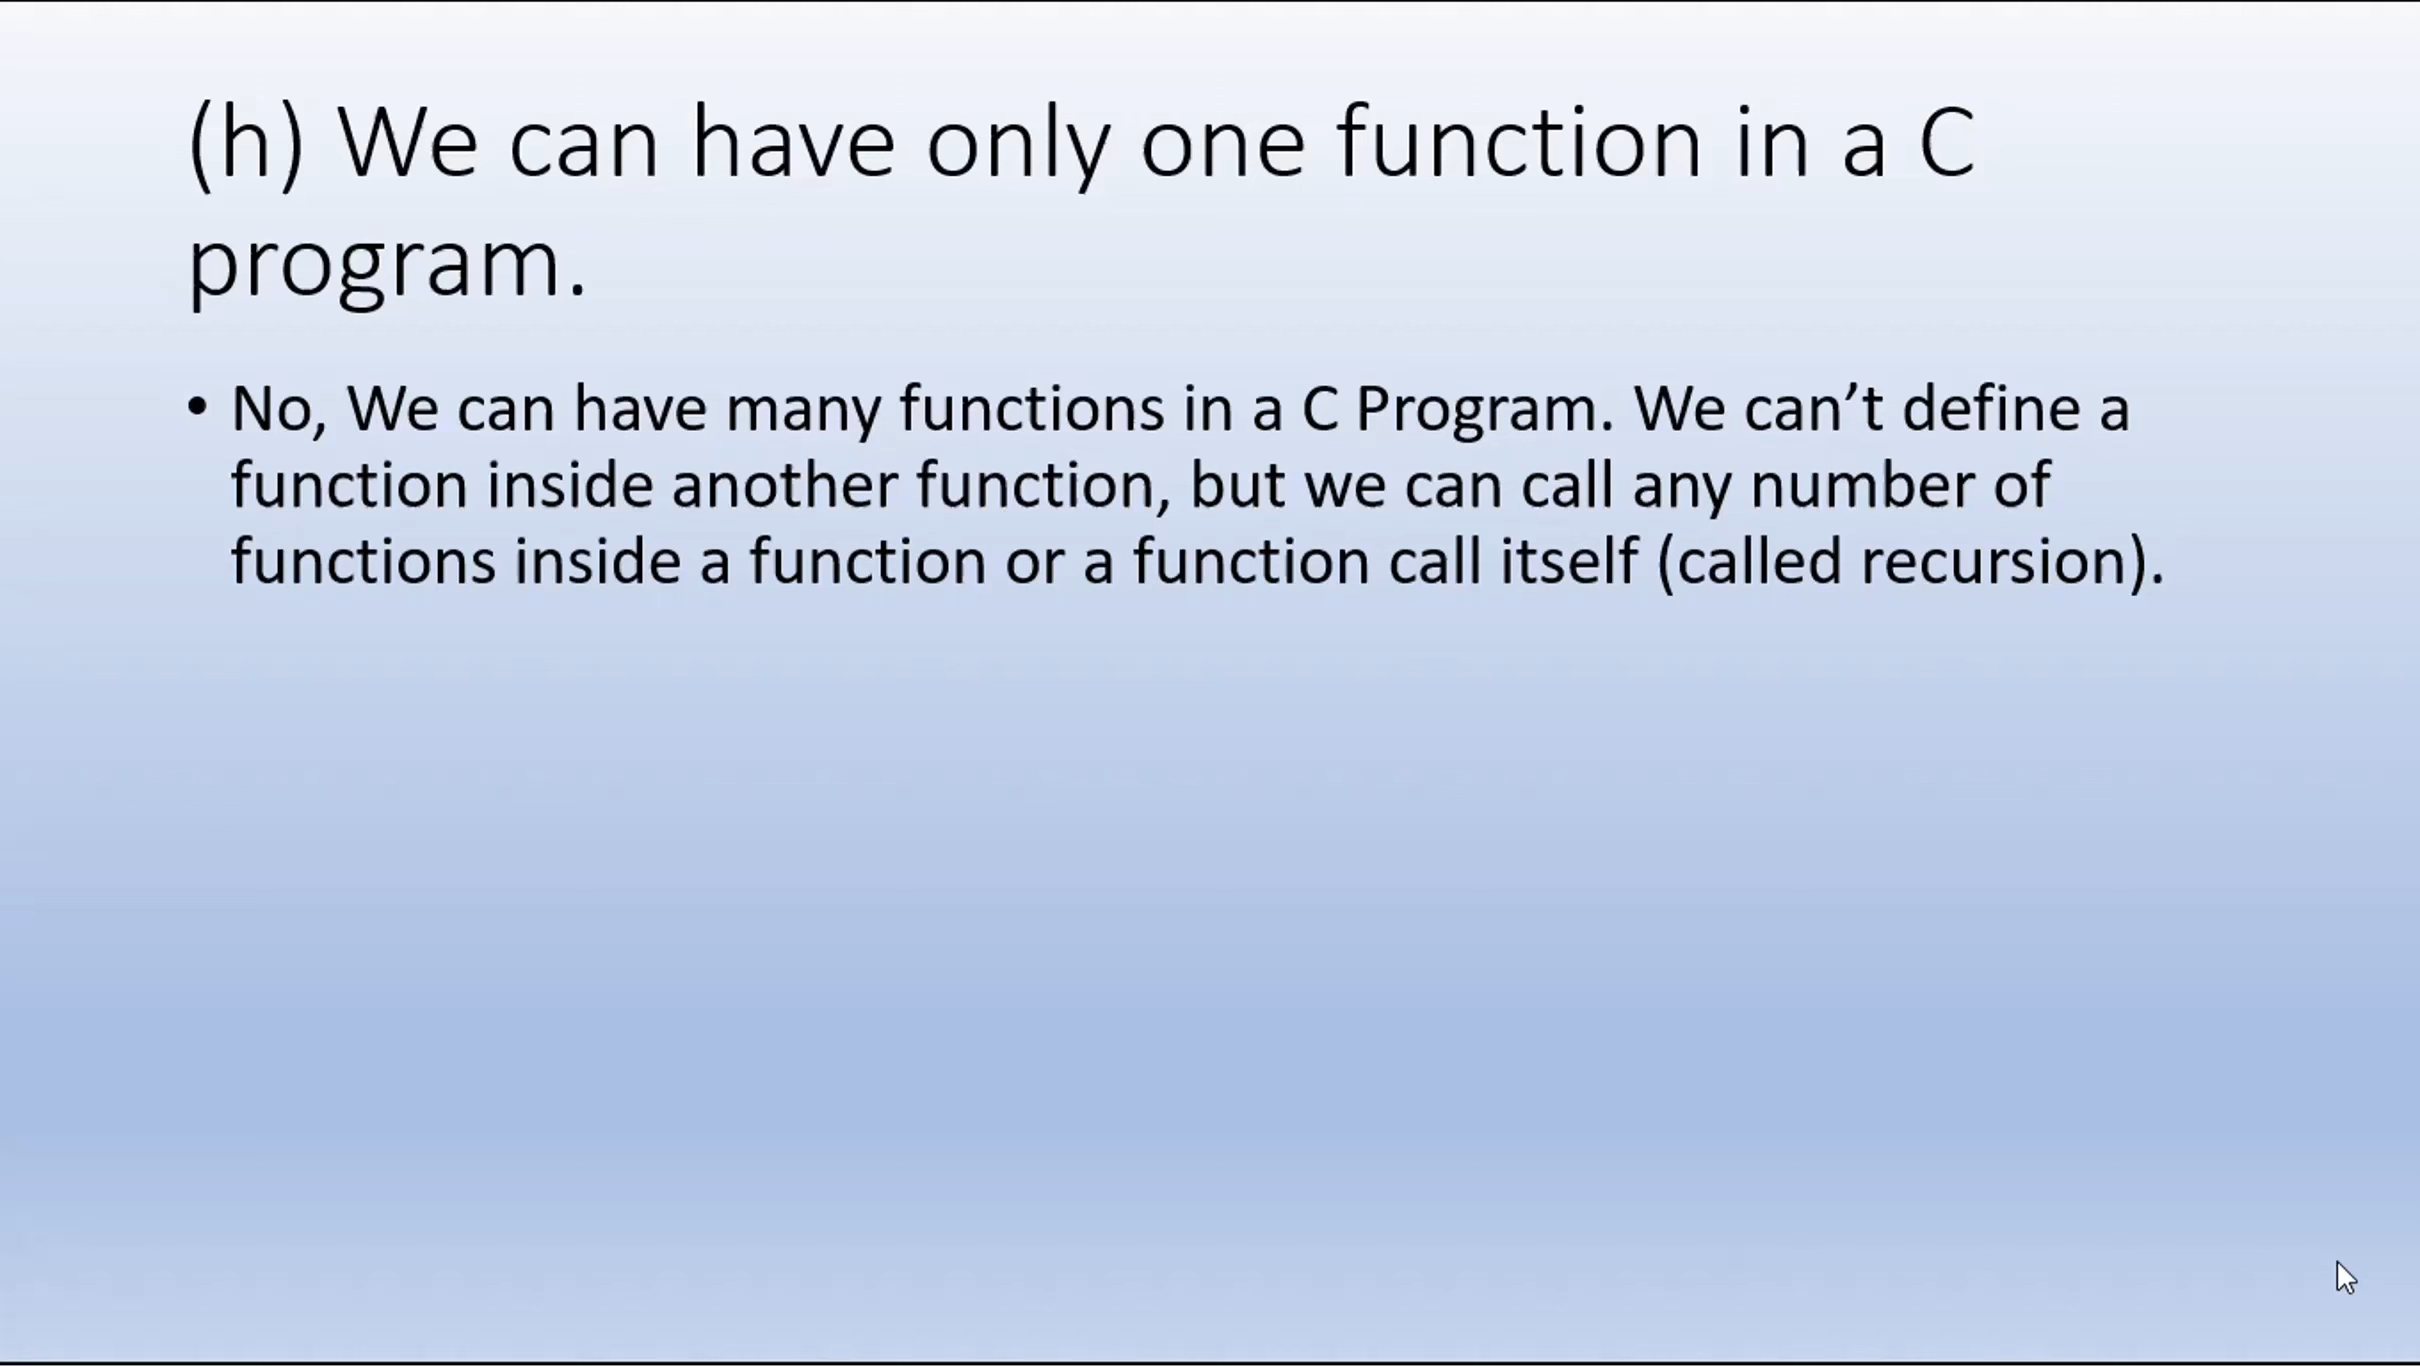 (h) We can have only one function in a C
program.
• No, We can have many functions in a C Program. We can’t define a
function inside another function, but we can call any number of
functions inside a function or a function call itself (called recursion).